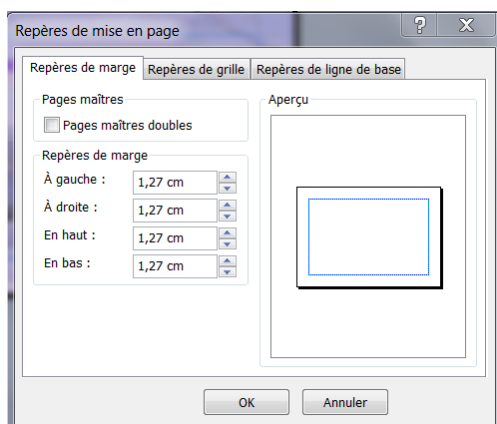 Repères de mise en page
Repères de marge Repères de grille Repères de ligne de base
Pages maîtres
Pages maîtres doubles
Repères de marge
À gauche : 1,27 cm
À droite : 1,27 cm
En haut : 1,27 cm
En bas : 1,27 cm
Aperçu
OK Annuler